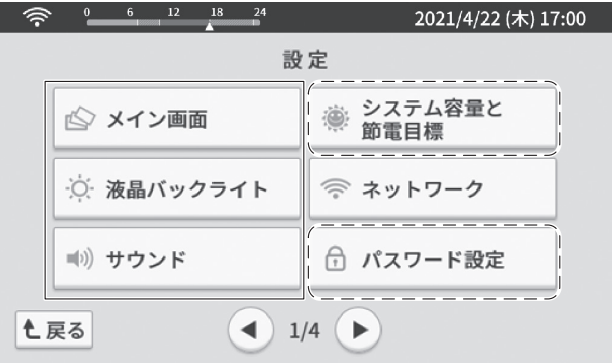 0 6 12 18 24
2021/4/22 (木) 17:00
設定
メイン画面
システム容量と
節電目標
液晶バックライト
ネットワーク
サウンド
パスワード設定
戻る
1/4